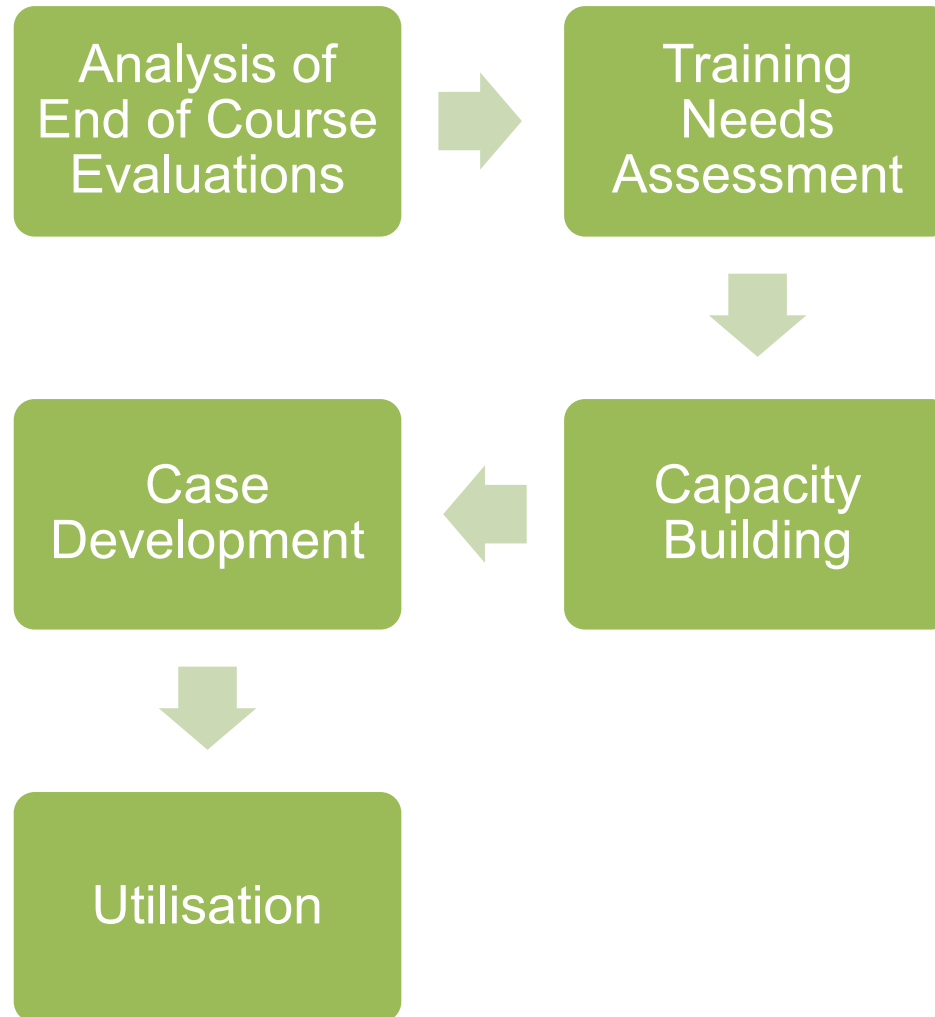 Analysis of
End of Course
Evaluations
Training
Needs
Assessment
Capacity
Building
Case
Development
Utilisation